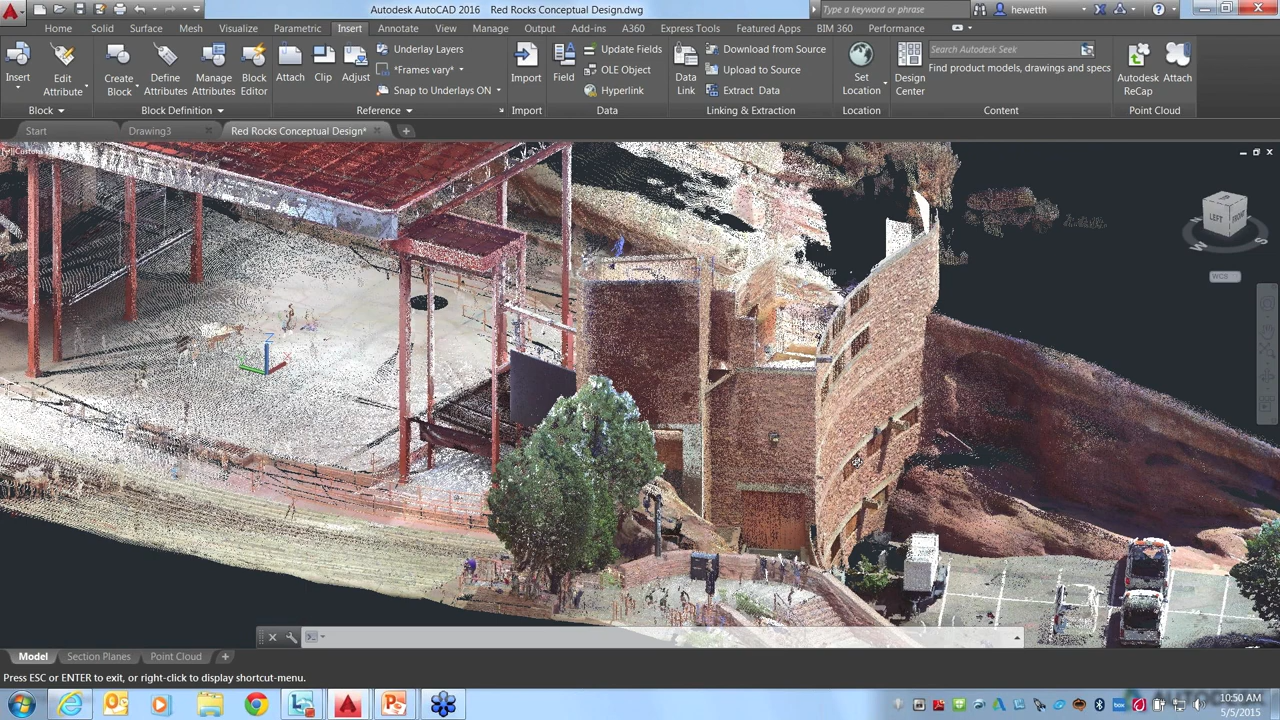 Autodesk AutoCAD 2016   Red Rocks Conceptual Design.dwg
Type a keyword or phrase
hewetth
Home Solid Surface Mesh Visualize Parametric Insert Annotate View Manage Output Add-ins A360 Express Tools Featured Apps BIM 360 Performance
Insert
Edit Attribute
Create Block
Define Attributes
Manage Attributes
Block Editor
Attach
Clip
Adjust
Underlay Layers
*Frames vary*
Snap to Underlays ON
Import
Field
Update Fields
OLE Object
Hyperlink
Data Link
Download from Source
Upload to Source
Extract Data
Set Location
Design Center
Search Autodesk Seek
Find product models, drawings and specs
Autodesk ReCap
Attach
Block Block Definition Reference Import Data Linking & Extraction Location Content Point Cloud
Start Drawing3 Red Rocks Conceptual Design*
LEFT FRONT
W S
WCS
Z
Model Section Planes Point Cloud
Press ESC or ENTER to exit, or right-click to display shortcut-menu.
10:50 AM
5/5/2015